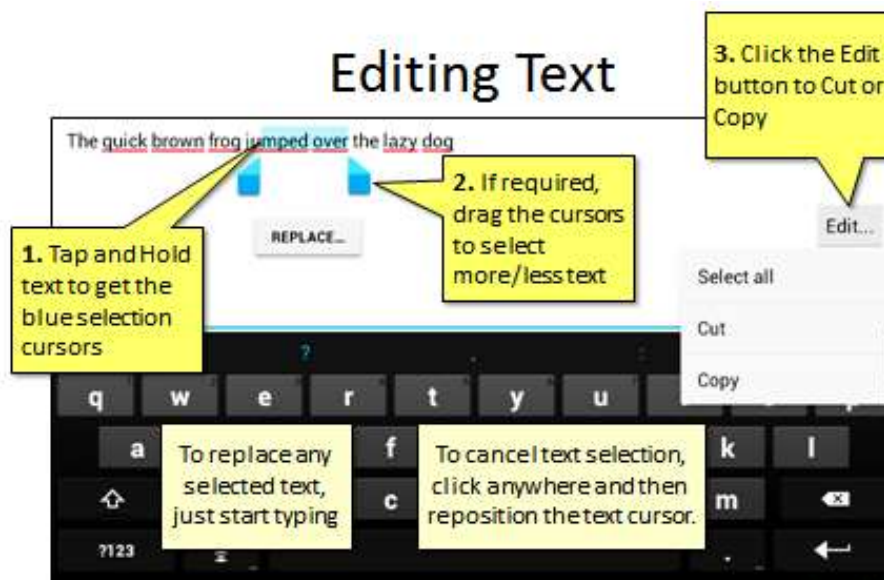 Editing Text
3. Click the Edit
button to Cut or
Copy
The quick brown frog jumped over the lazy dog
2. If required,
drag the cursors
to select
more/less text
REPLACE...
Edit...
1. Tap and Hold
text to get the
blue selection
cursors
Select all
Cut
Copy
? . :
q w e r t y u
a f k l
To replace any
selected text,
just start typing
To cancel text selection,
click anywhere and then
reposition the text cursor.
c m
?123 .